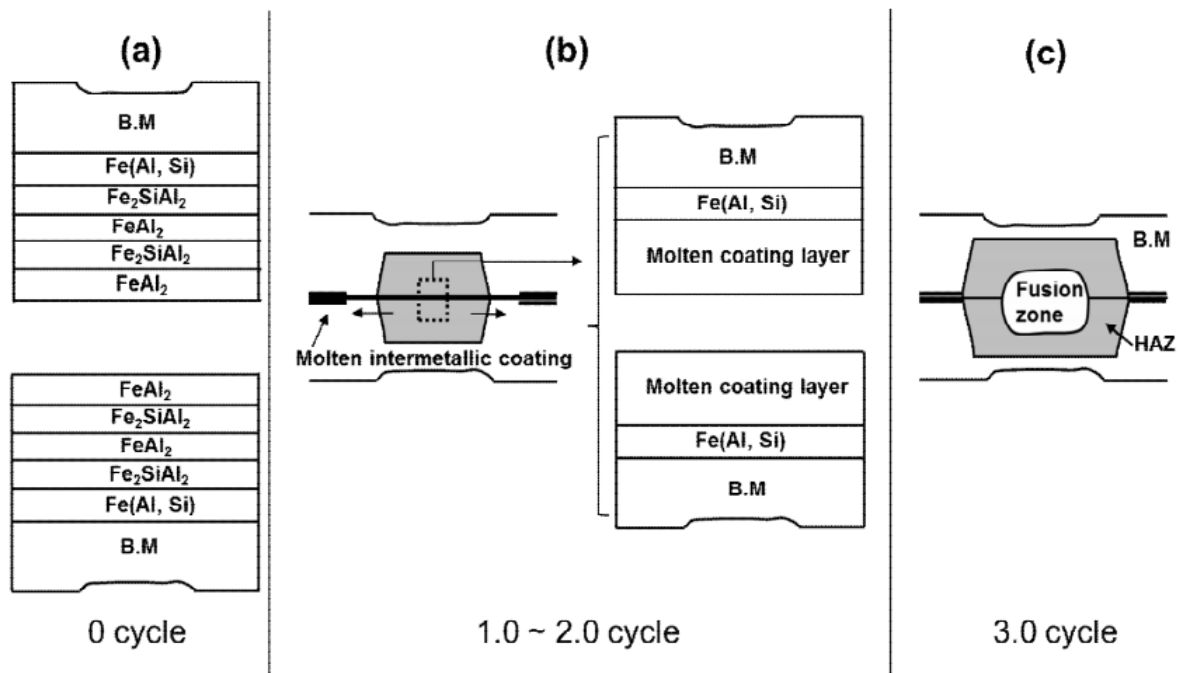 (a)
B.M
Fe(Al, Si)
Fe₂SiAl₂
FeAl₂
Fe₂SiAl₂
FeAl₂
FeAl₂
Fe₂SiAl₂
FeAl₂
Fe₂SiAl₂
Fe(Al, Si)
B.M
0 cycle
(b)
Molten intermetallic coating
B.M
Fe(Al, Si)
Molten coating layer
Molten coating layer
Fe(Al, Si)
B.M
1.0 ~ 2.0 cycle
(c)
B.M
Fusion
zone
HAZ
3.0 cycle